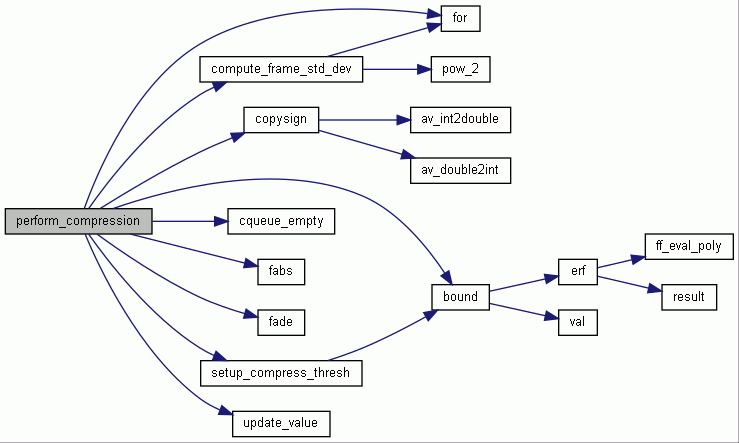 for
compute_frame_std_dev
pow_2
copysign
av_int2double
av_double2int
perform_compression
cqueue_empty
ff_eval_poly
fabs
erf
bound
result
fade
val
setup_compress_thresh
update_value